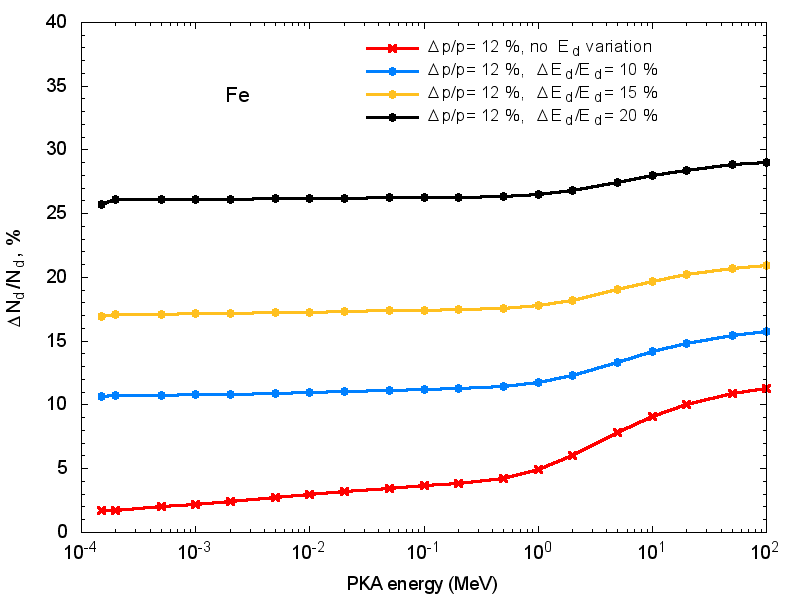 40
35
30
25
20
15
10
5
0
ΔN_d/N_d, %
Fe
Δp/p= 12 %, no E_d variation
Δp/p= 12 %, ΔE_d/E_d= 10 %
Δp/p= 12 %, ΔE_d/E_d= 15 %
Δp/p= 12 %, ΔE_d/E_d= 20 %
10^-4 10^-3 10^-2 10^-1 10^0 10^1 10^2
PKA energy (MeV)